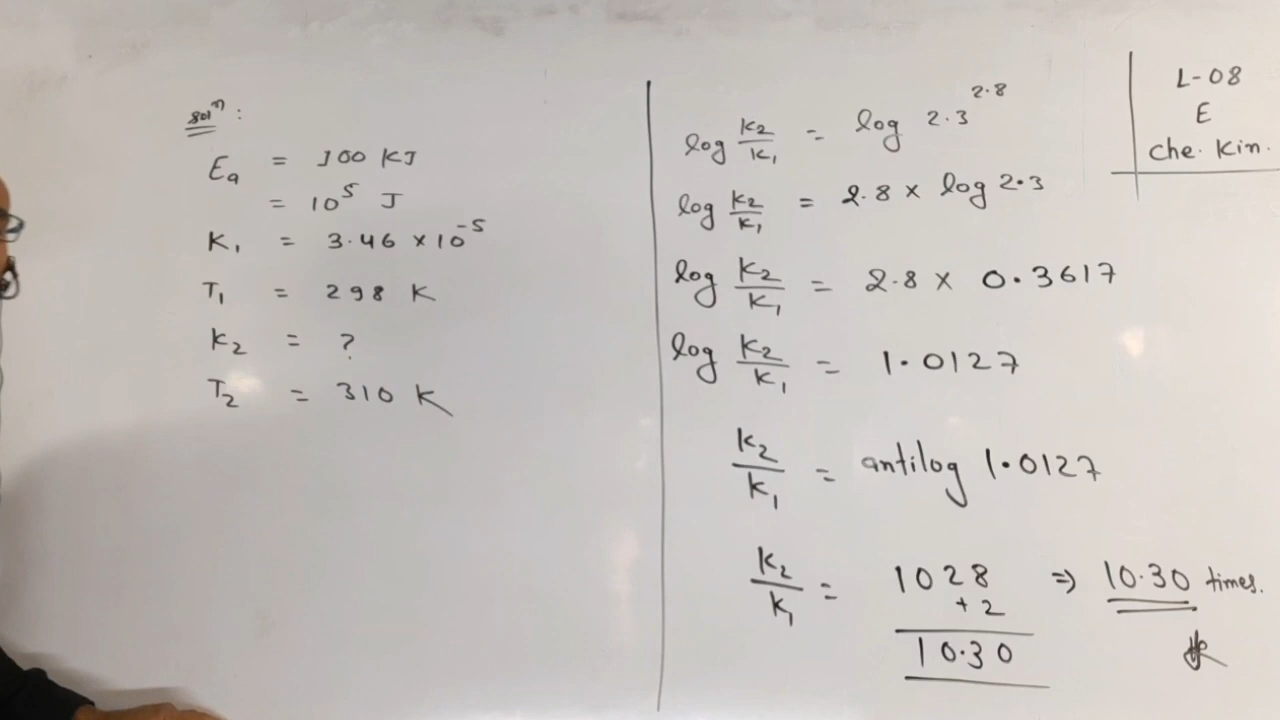 Solⁿ :
Ea = 100 KJ
= 10⁵ J
K₁ = 3.46 × 10⁻⁵
T₁ = 298 K
K₂ = ?
T₂ = 310 K
log K₂/K₁ = log 2.3^2.8
log K₂/K₁ = 2.8 × log 2.3
log K₂/K₁ = 2.8 × 0.3617
log K₂/K₁ = 1.0127
K₂/K₁ = antilog 1.0127
K₂/K₁ = 1028 ⇒ 10.30 times.
+ 2
10.30
L-08
E
che. Kin.